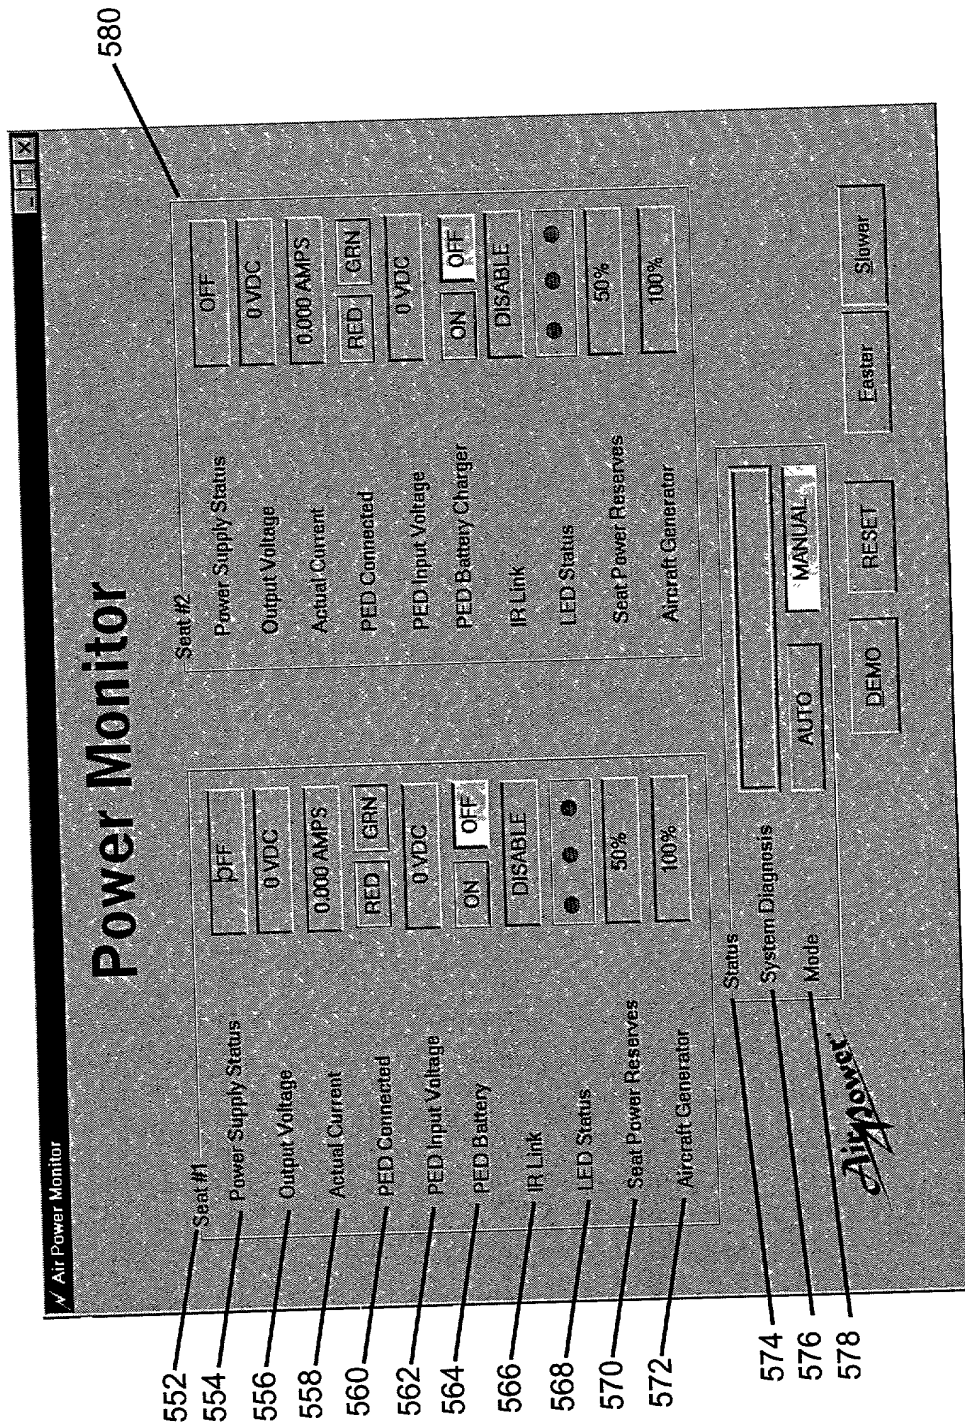 Air Power Monitor
Power Monitor
552
Seat #1
554
Power Supply Status
OFF
556
Output Voltage
0 VDC
558
Actual Current
0.000 AMPS
560
PED Connected
RED GRN
562
PED Input Voltage
0 VDC
564
PED Battery
ON OFF
566
IR Link
DISABLE
568
LED Status
570
Seat Power Reserves
50%
572
Aircraft Generator
100%
580
Seat #2
Power Supply Status
OFF
Output Voltage
0 VDC
Actual Current
0.000 AMPS
PED Connected
RED GRN
PED Input Voltage
0 VDC
PED Battery Charger
ON OFF
IR Link
DISABLE
LED Status
Seat Power Reserves
50%
Aircraft Generator
100%
574
Status
576
System Diagnosis
578
Mode
AUTO MANUAL
AirPower
DEMO RESET Faster Slower